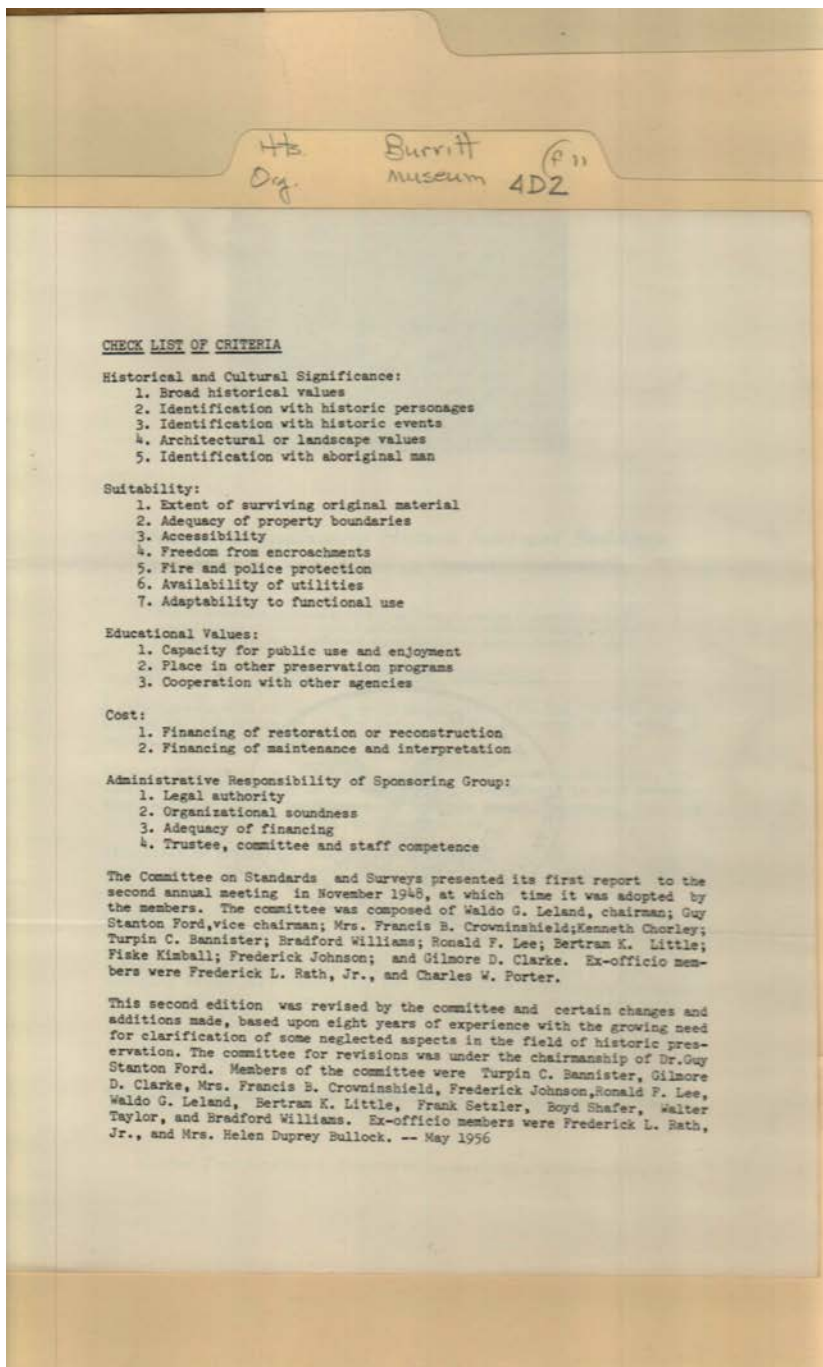 Hts. Burritt F 11
Org. Museum 4D2
CHECK LIST OF CRITERIA
Historical and Cultural Significance:
1. Broad historical values
2. Identification with historic personages
3. Identification with historic events
4. Architectural or landscape values
5. Identification with aboriginal man
Suitability:
1. Extent of surviving original material
2. Adequacy of property boundaries
3. Accessibility
4. Freedom from encroachments
5. Fire and police protection
6. Availability of utilities
7. Adaptability to functional use
Educational Values:
1. Capacity for public use and enjoyment
2. Place in other preservation programs
3. Cooperation with other agencies
Cost:
1. Financing of restoration or reconstruction
2. Financing of maintenance and interpretation
Administrative Responsibility of Sponsoring Group:
1. Legal authority
2. Organizational soundness
3. Adequacy of financing
4. Trustee, committee and staff competence
The Committee on Standards and Surveys presented its first report to the
second annual meeting in November 1948, at which time it was adopted by
the members. The committee was composed of Waldo G. Leland, chairman; Guy
Stanton Ford,vice chairman; Mrs. Francis B. Crowninshield;Kenneth Chorley;
Turpin C. Bannister; Bradford Williams; Ronald F. Lee; Bertram K. Little;
Fiske Kimball; Frederick Johnson; and Gilmore D. Clarke. Ex-officio mem-
bers were Frederick L. Rath, Jr., and Charles W. Porter.
This second edition was revised by the committee and certain changes and
additions made, based upon eight years of experience with the growing need
for clarification of some neglected aspects in the field of historic pres-
ervation. The committee for revisions was under the chairmanship of Dr.Guy
Stanton Ford. Members of the committee were Turpin C. Bannister, Gilmore
D. Clarke, Mrs. Francis B. Crowninshield, Frederick Johnson,Ronald F. Lee,
Waldo G. Leland, Bertram K. Little, Frank Setzler, Boyd Shafer, Walter
Taylor, and Bradford Williams. Ex-officio members were Frederick L. Rath,
Jr., and Mrs. Helen Duprey Bullock. -- May 1956